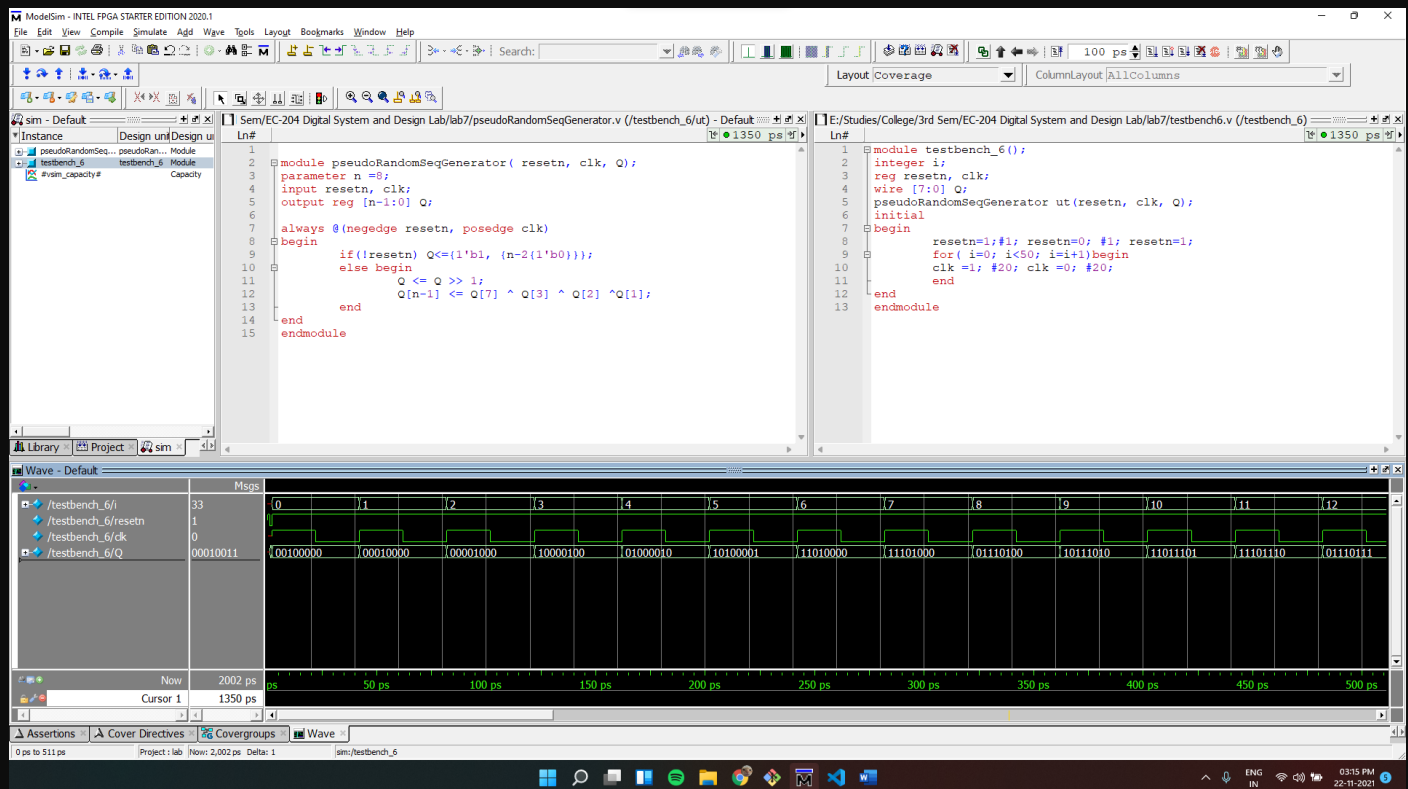 ModelSim - INTEL FPGA STARTER EDITION 2020.1
File Edit View Compile Simulate Add Wave Tools Layout Bookmarks Window Help
Search:
100 ps
Layout Coverage
ColumnLayout AllColumns
sim - Default
Instance Design unit Design u
pseudoRandomSeq... pseudoRan... Module
testbench_6 testbench_6 Module
#vsim_capacity# Capacity
Library Project sim
Sem/EC-204 Digital System and Design Lab/lab7/pseudoRandomSeqGenerator.v (/testbench_6/ut) - Default
Ln# 1350 ps
1
2 module pseudoRandomSeqGenerator( resetn, clk, Q);
3 parameter n =8;
4 input resetn, clk;
5 output reg [n-1:0] Q;
6
7 always @(negedge resetn, posedge clk)
8 begin
9 if(!resetn) Q<={1'b1, {n-2{1'b0}}};
10 else begin
11 Q <= Q >> 1;
12 Q[n-1] <= Q[7] ^ Q[3] ^ Q[2] ^Q[1];
13 end
14 end
15 endmodule
E:/Studies/College/3rd Sem/EC-204 Digital System and Design Lab/lab7/testbench6.v (/testbench_6)
Ln# 1350 ps
1 module testbench_6();
2 integer i;
3 reg resetn, clk;
4 wire [7:0] Q;
5 pseudoRandomSeqGenerator ut(resetn, clk, Q);
6 initial
7 begin
8 resetn=1;#1; resetn=0; #1; resetn=1;
9 for( i=0; i<50; i=i+1)begin
10 clk =1; #20; clk =0; #20;
11 end
12 end
13 endmodule
Wave - Default
Msgs
/testbench_6/i 33 0 1 2 3 4 5 6 7 8 9 10 11 12
/testbench_6/resetn 1
/testbench_6/clk 0
/testbench_6/Q 00010011 00100000 00010000 00001000 10000100 01000010 10100001 11010000 11101000 01110100 10111010 11011101 11101110 01110111
Now 2002 ps
ps 50 ps 100 ps 150 ps 200 ps 250 ps 300 ps 350 ps 400 ps 450 ps 500 ps
Cursor 1 1350 ps
Assertions Cover Directives Covergroups Wave
0 ps to 511 ps Project : lab Now: 2,002 ps Delta: 1 sim:/testbench_6
ENG
IN
03:15 PM
22-11-2021
5